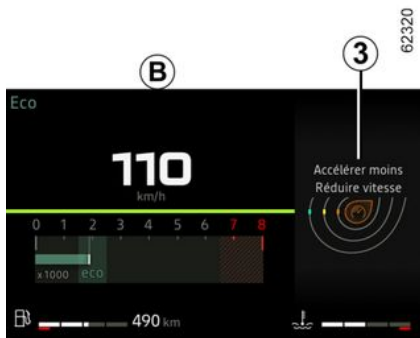 62320
B
3
Eco
110
km/h
Accélérer moins
Réduire vitesse
0 1 2 3 4 5 6 7 8
x1000 eco
490 km